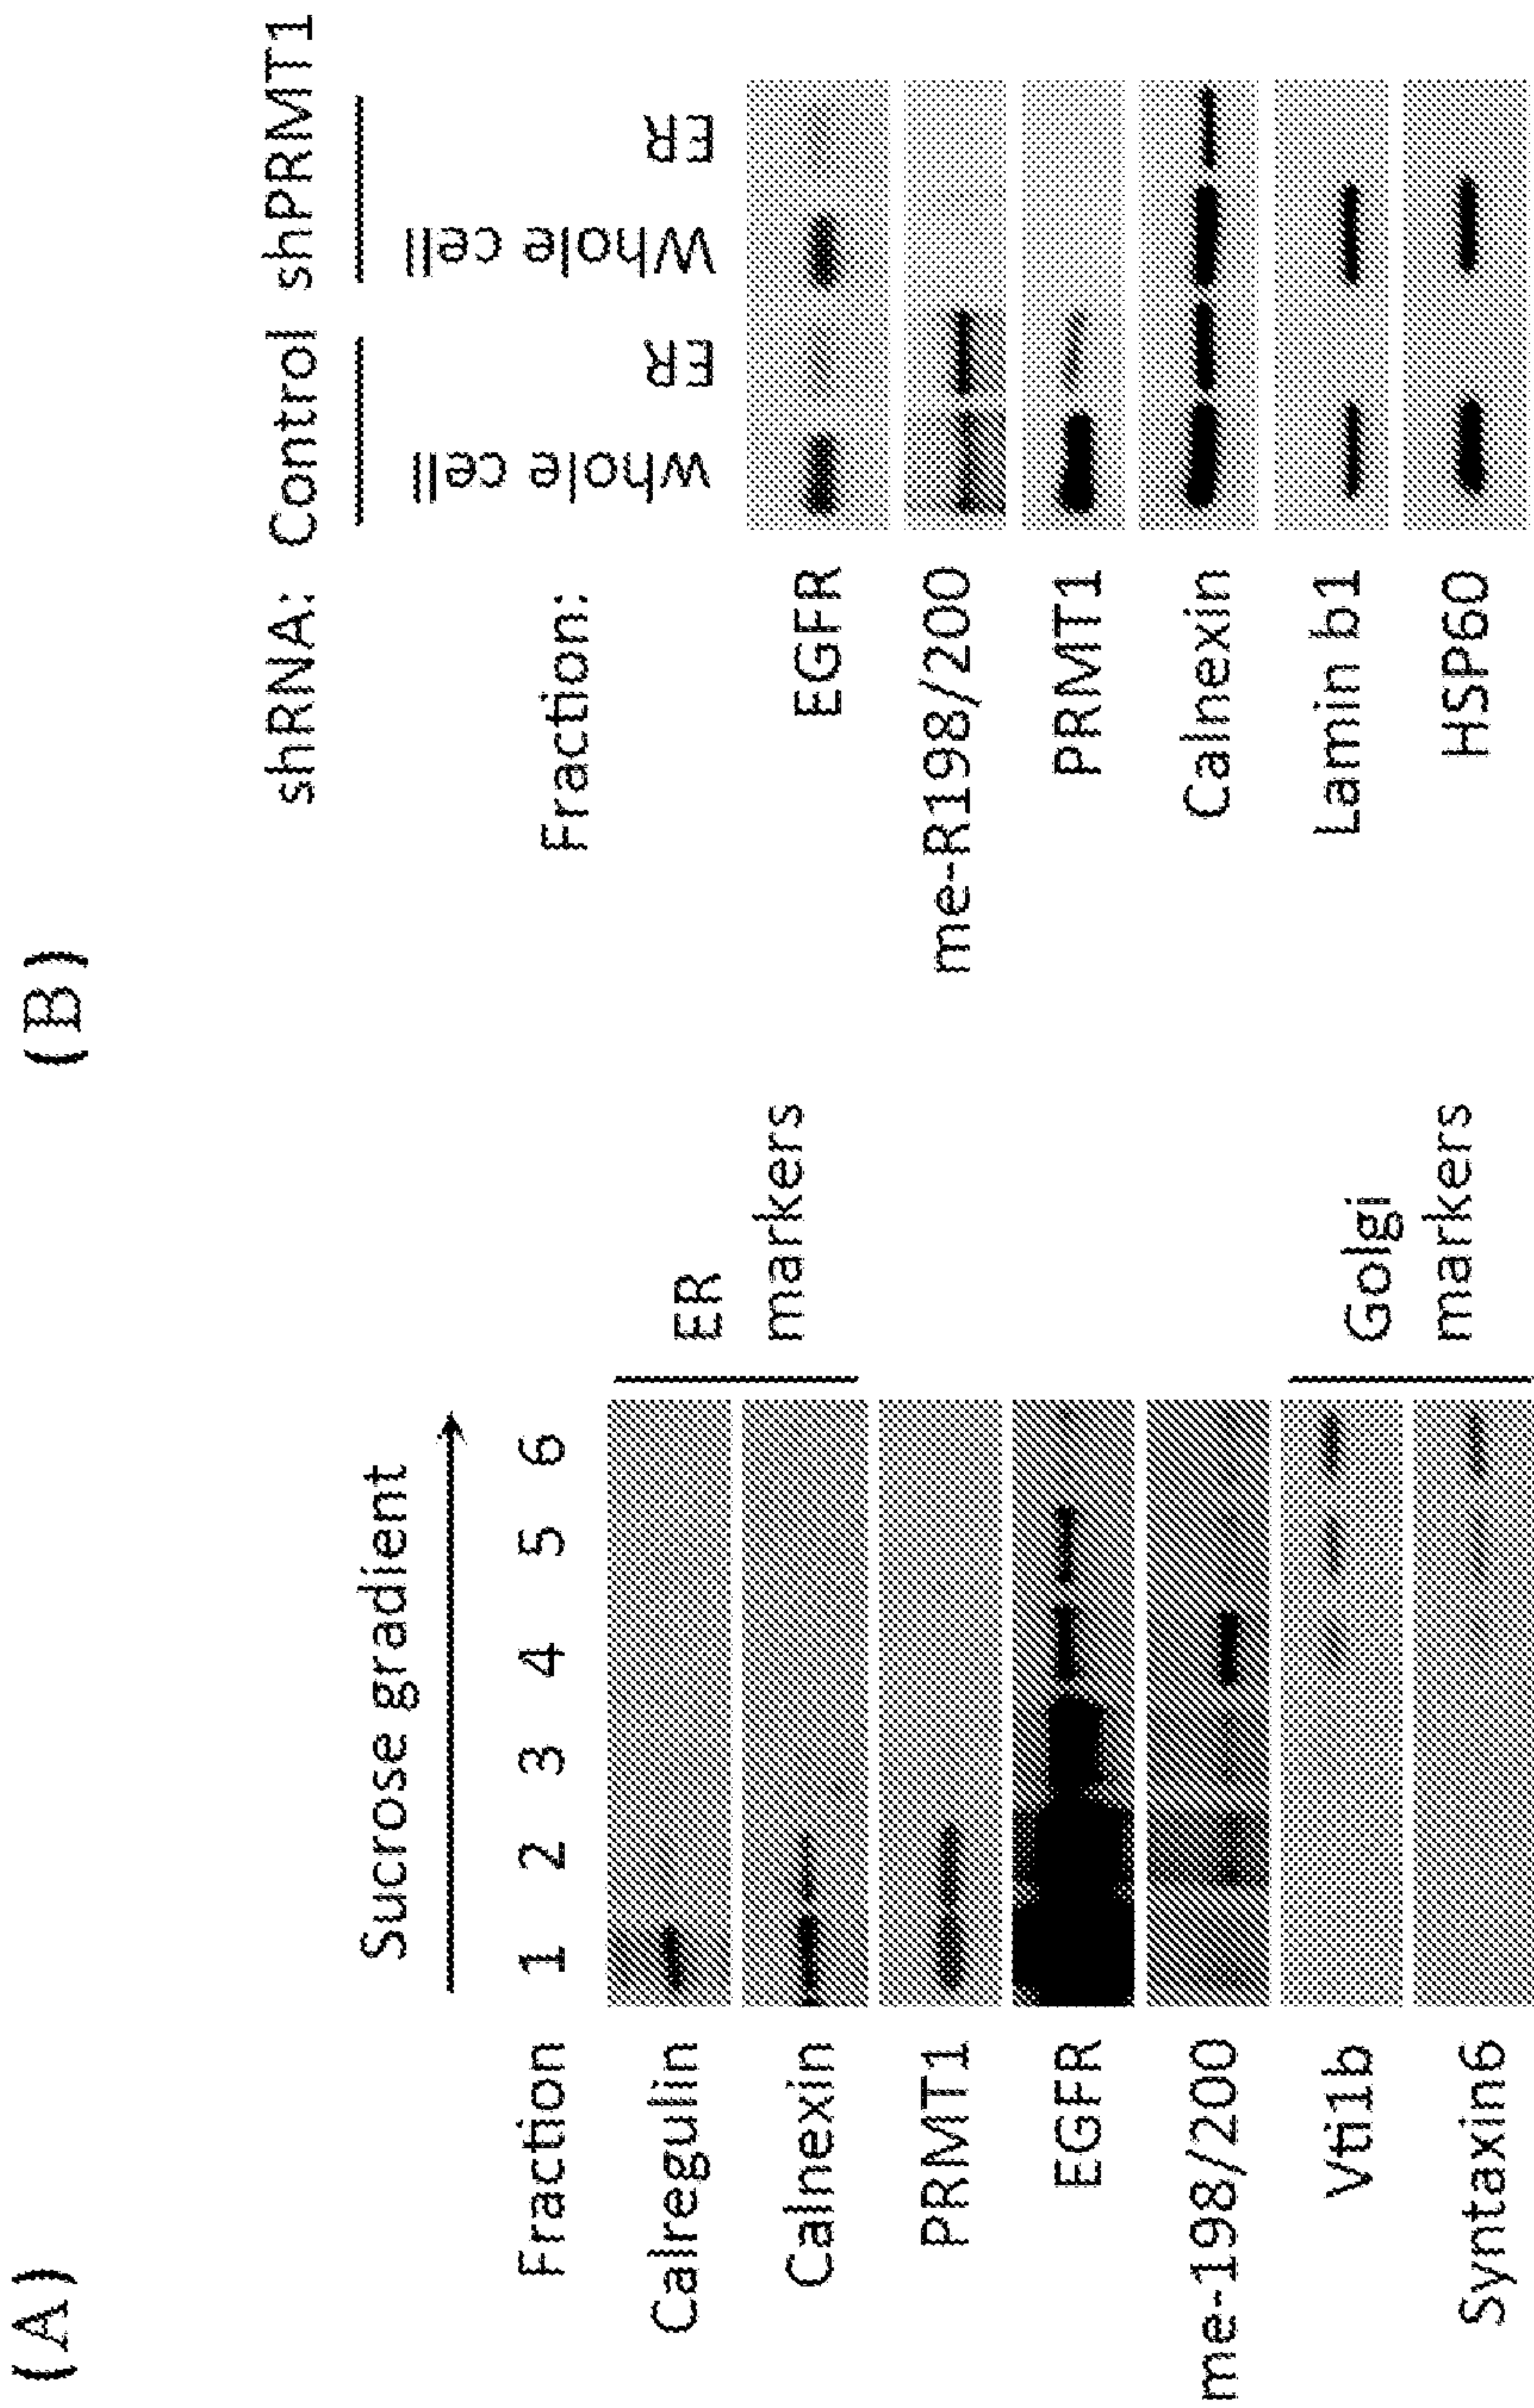 (A)
Sucrose gradient
Fraction 1 2 3 4 5 6
Calregulin
Calnexin
ER
markers
PRMT1
EGFR
me-198/200
Vti1b
Syntaxin6
Golgi
markers
(B)
shRNA: Control shPRMT1
Fraction: whole cell ER Whole cell ER
EGFR
me-R198/200
PRMT1
Calnexin
Lamin b1
HSP60